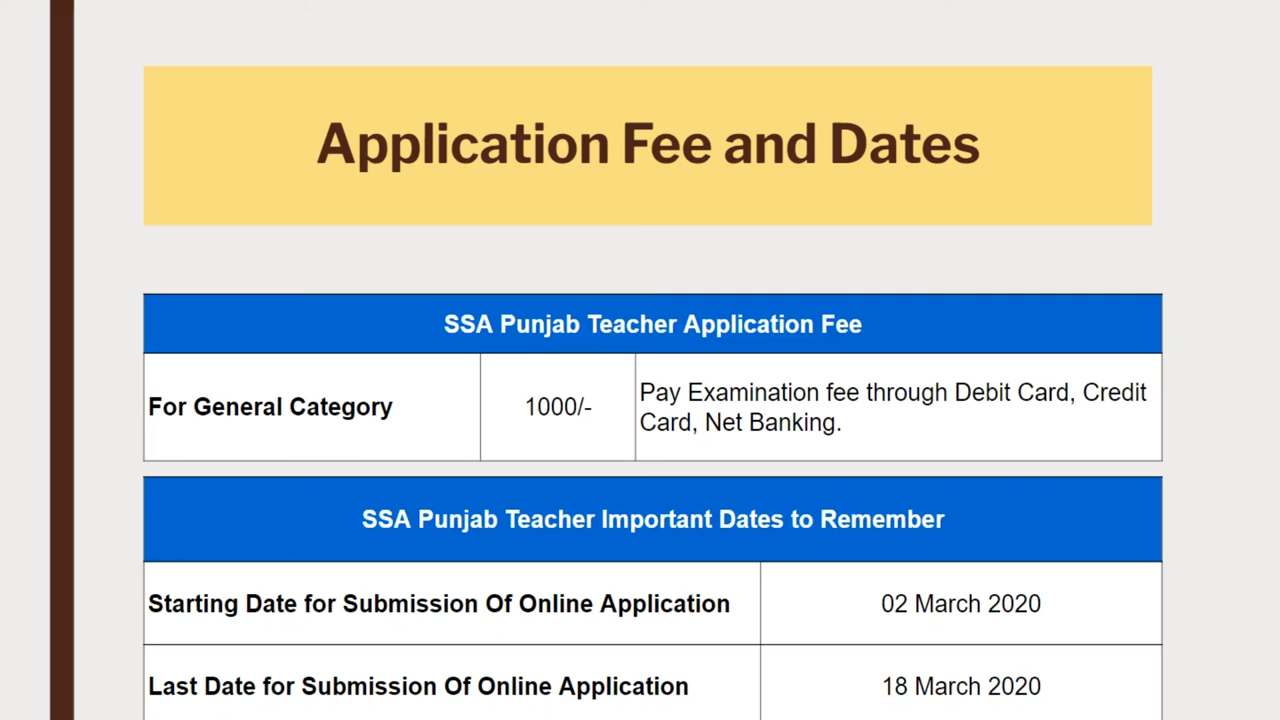 Application Fee and Dates
SSA Punjab Teacher Application Fee
For General Category 1000/- Pay Examination fee through Debit Card, Credit
Card, Net Banking.
SSA Punjab Teacher Important Dates to Remember
Starting Date for Submission Of Online Application 02 March 2020
Last Date for Submission Of Online Application 18 March 2020